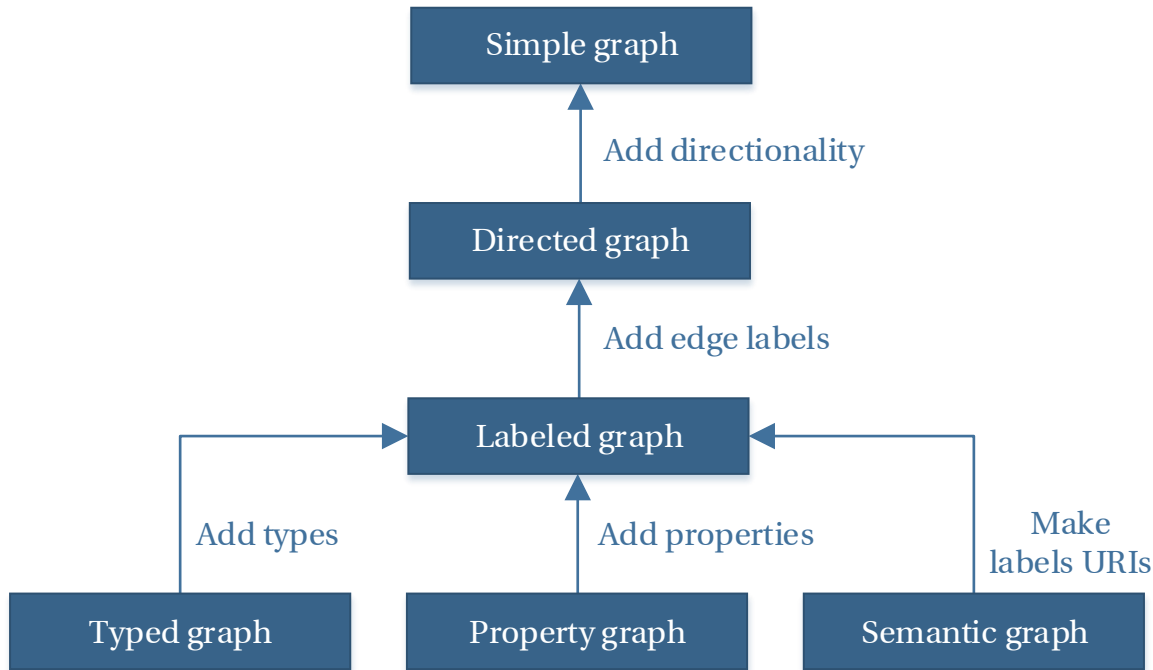 Simple graph
Add directionality
Directed graph
Add edge labels
Labeled graph
Add types
Add properties
Make
labels URIs
Typed graph
Property graph
Semantic graph